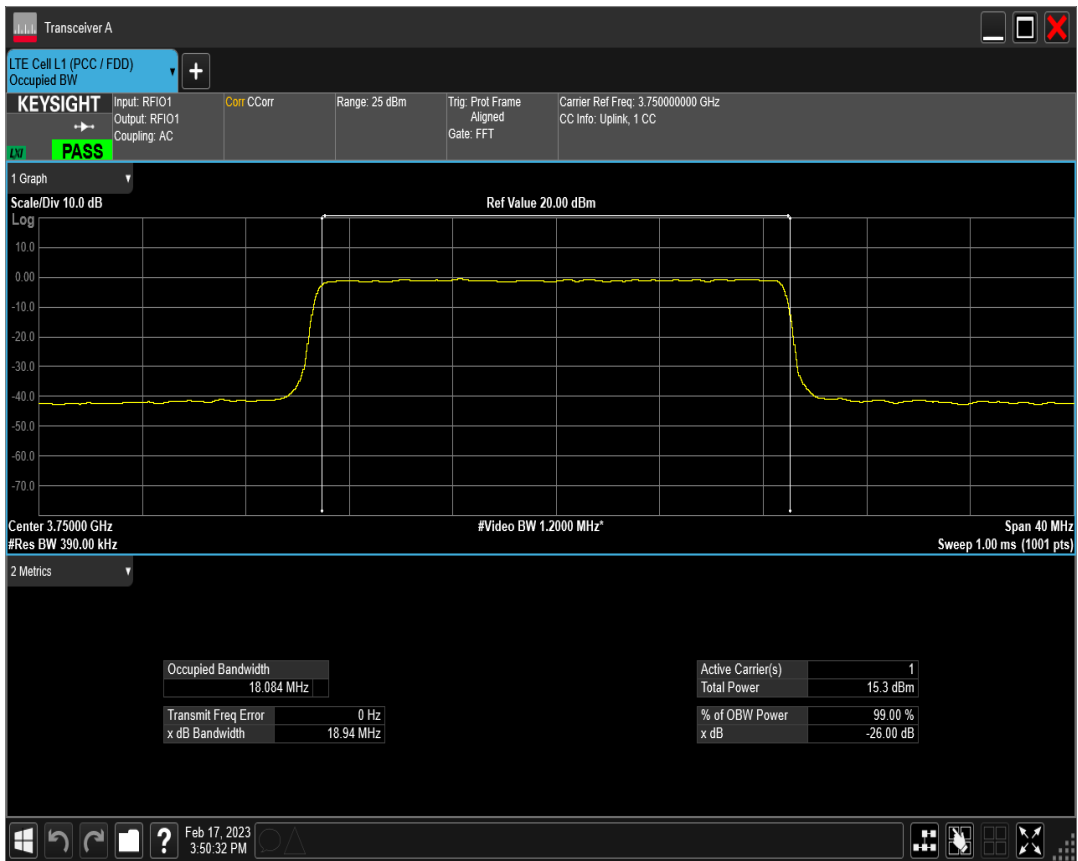 Transceiver A
LTE Cell L1 (PCC / FDD)
Occupied BW
KEYSIGHT
LXI
PASS
Input: RFIO1
Output: RFIO1
Coupling: AC
Corr CCorr
Range: 25 dBm
Trig: Prot Frame
Aligned
Gate: FFT
Carrier Ref Freq: 3.750000000 GHz
CC Info: Uplink, 1 CC
1 Graph
Scale/Div 10.0 dB
Ref Value 20.00 dBm
Log
10.0
0.00
-10.0
-20.0
-30.0
-40.0
-50.0
-60.0
-70.0
Center 3.75000 GHz
#Video BW 1.2000 MHz*
Span 40 MHz
#Res BW 390.00 kHz
Sweep 1.00 ms (1001 pts)
2 Metrics
Occupied Bandwidth
18.084 MHz
Transmit Freq Error 0 Hz
x dB Bandwidth 18.94 MHz
Active Carrier(s) 1
Total Power 15.3 dBm
% of OBW Power 99.00 %
x dB -26.00 dB
Feb 17, 2023
3:50:32 PM